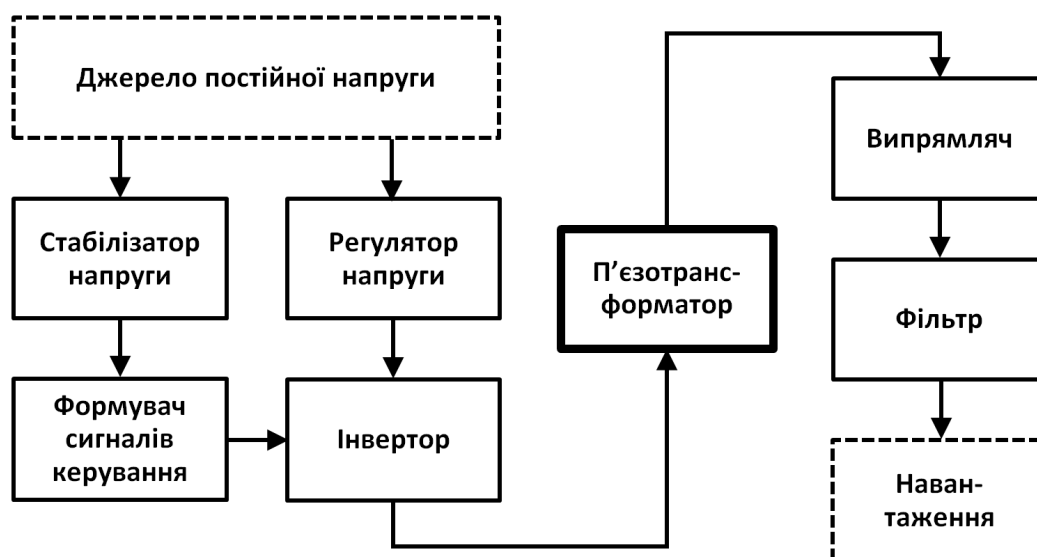 Джерело постійної напруги
Стабілізатор
напруги
Регулятор
напруги
Формувач
сигналів
керування
Інвертор
П’єзотранс-
форматор
Випрямляч
Фільтр
Наван-
таження